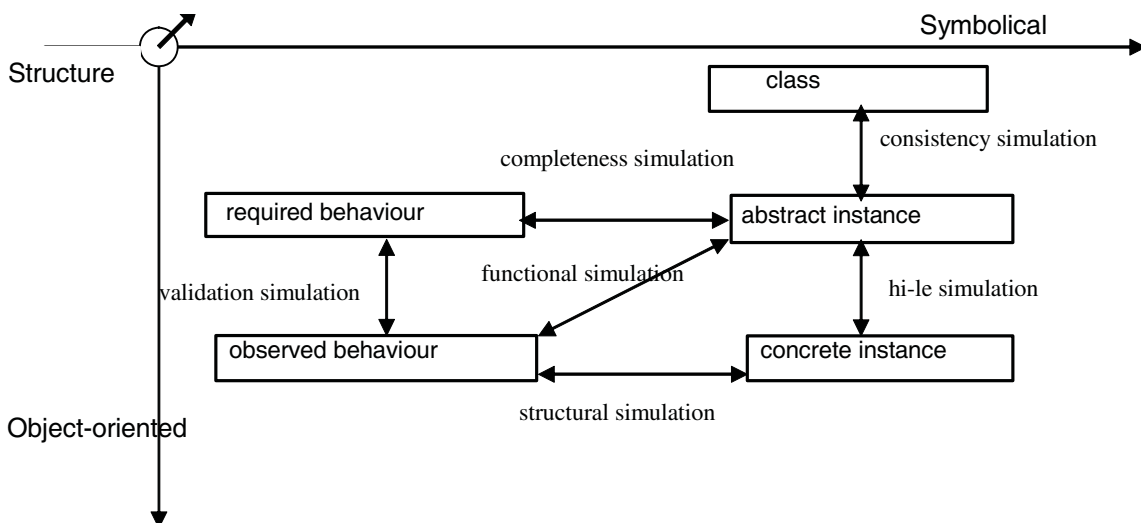 Symbolical
Structure
class
consistency simulation
completeness simulation
required behaviour
abstract instance
functional simulation
validation simulation
hi-le simulation
observed behaviour
concrete instance
structural simulation
Object-oriented